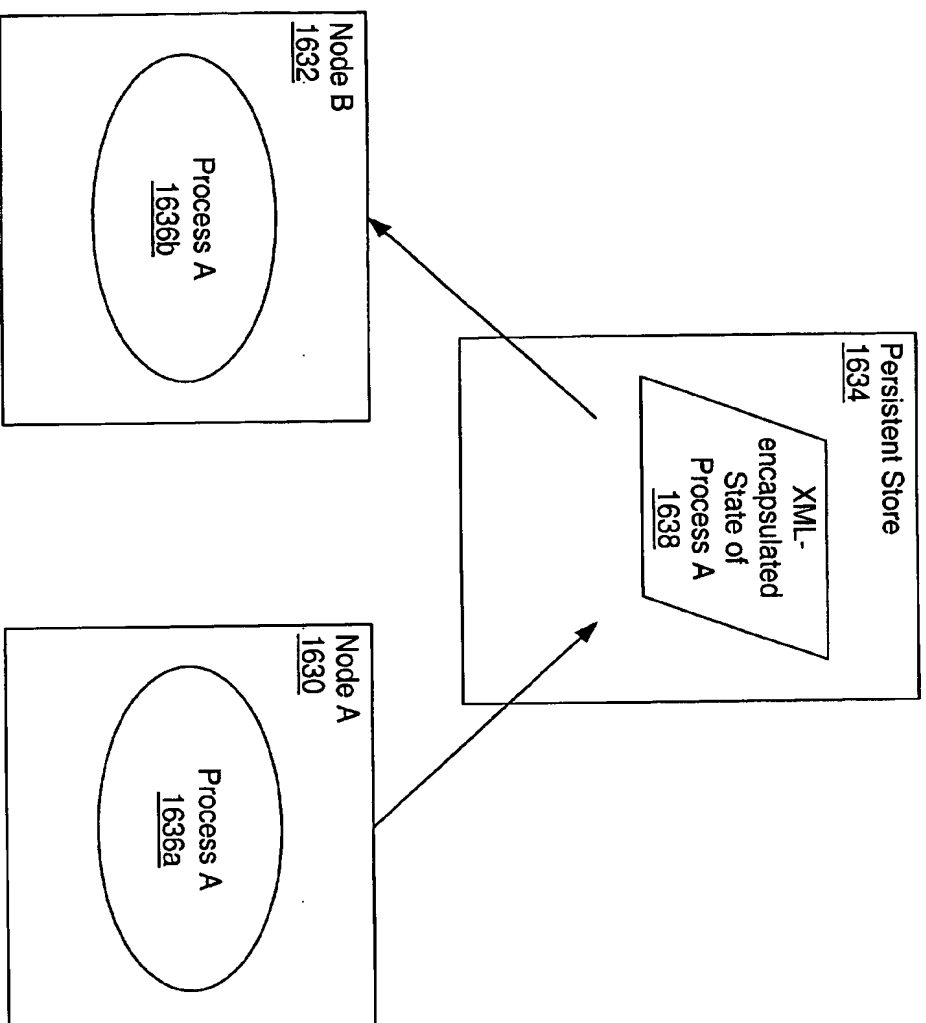 Persistent Store
1634
XML-
encapsulated
State of
Process A
1638
Node B
1632
Process A
1636b
Node A
1630
Process A
1636a